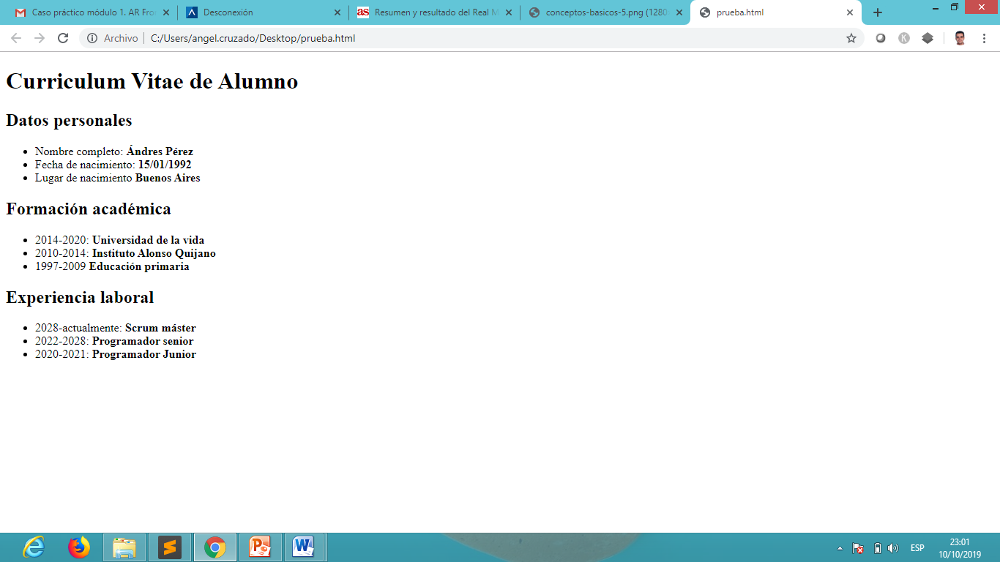 Caso práctico módulo 1. AR Fro
Desconexión
as Resumen y resultado del Real M
conceptos-basicos-5.png (1280
prueba.html
Archivo C:/Users/angel.cruzado/Desktop/prueba.html
K
Curriculum Vitae de Alumno
Datos personales
Nombre completo: Ándres Pérez
Fecha de nacimiento: 15/01/1992
Lugar de nacimiento Buenos Aires
Formación académica
2014-2020: Universidad de la vida
2010-2014: Instituto Alonso Quijano
1997-2009 Educación primaria
Experiencia laboral
2028-actualmente: Scrum máster
2022-2028: Programador senior
2020-2021: Programador Junior
ESP
23:01
10/10/2019